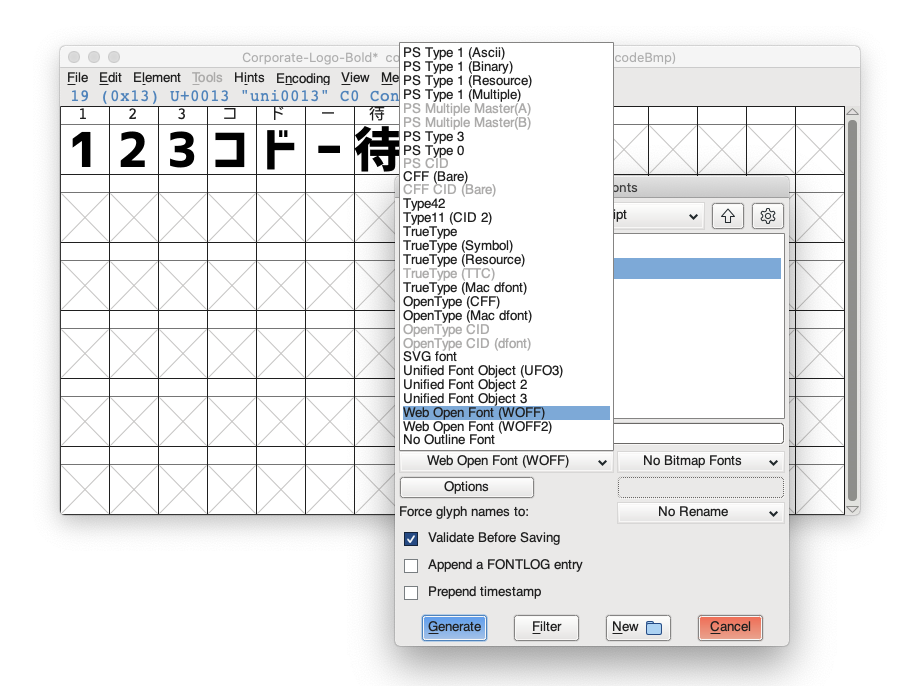 Corporate-Logo-Bold* co
codeBmp)
File Edit Element Tools Hints Encoding View Me
19 (0x13) U+0013 "uni0013" C0 Con
1 2 3 コ ド ー 待
1 2 3 コ ド ー 待
PS Type 1 (Ascii)
PS Type 1 (Binary)
PS Type 1 (Resource)
PS Type 1 (Multiple)
PS Multiple Master(A)
PS Multiple Master(B)
PS Type 3
PS Type 0
PS CID
CFF (Bare)
CFF CID (Bare)
Type42
Type11 (CID 2)
TrueType
TrueType (Symbol)
TrueType (Resource)
TrueType (TTC)
TrueType (Mac dfont)
OpenType (CFF)
OpenType (Mac dfont)
OpenType CID
OpenType CID (dfont)
SVG font
Unified Font Object (UFO3)
Unified Font Object 2
Unified Font Object 3
Web Open Font (WOFF)
Web Open Font (WOFF2)
No Outline Font
onts
ipt
Web Open Font (WOFF) No Bitmap Fonts
Options
Force glyph names to: No Rename
Validate Before Saving
Append a FONTLOG entry
Prepend timestamp
Generate Filter New Cancel